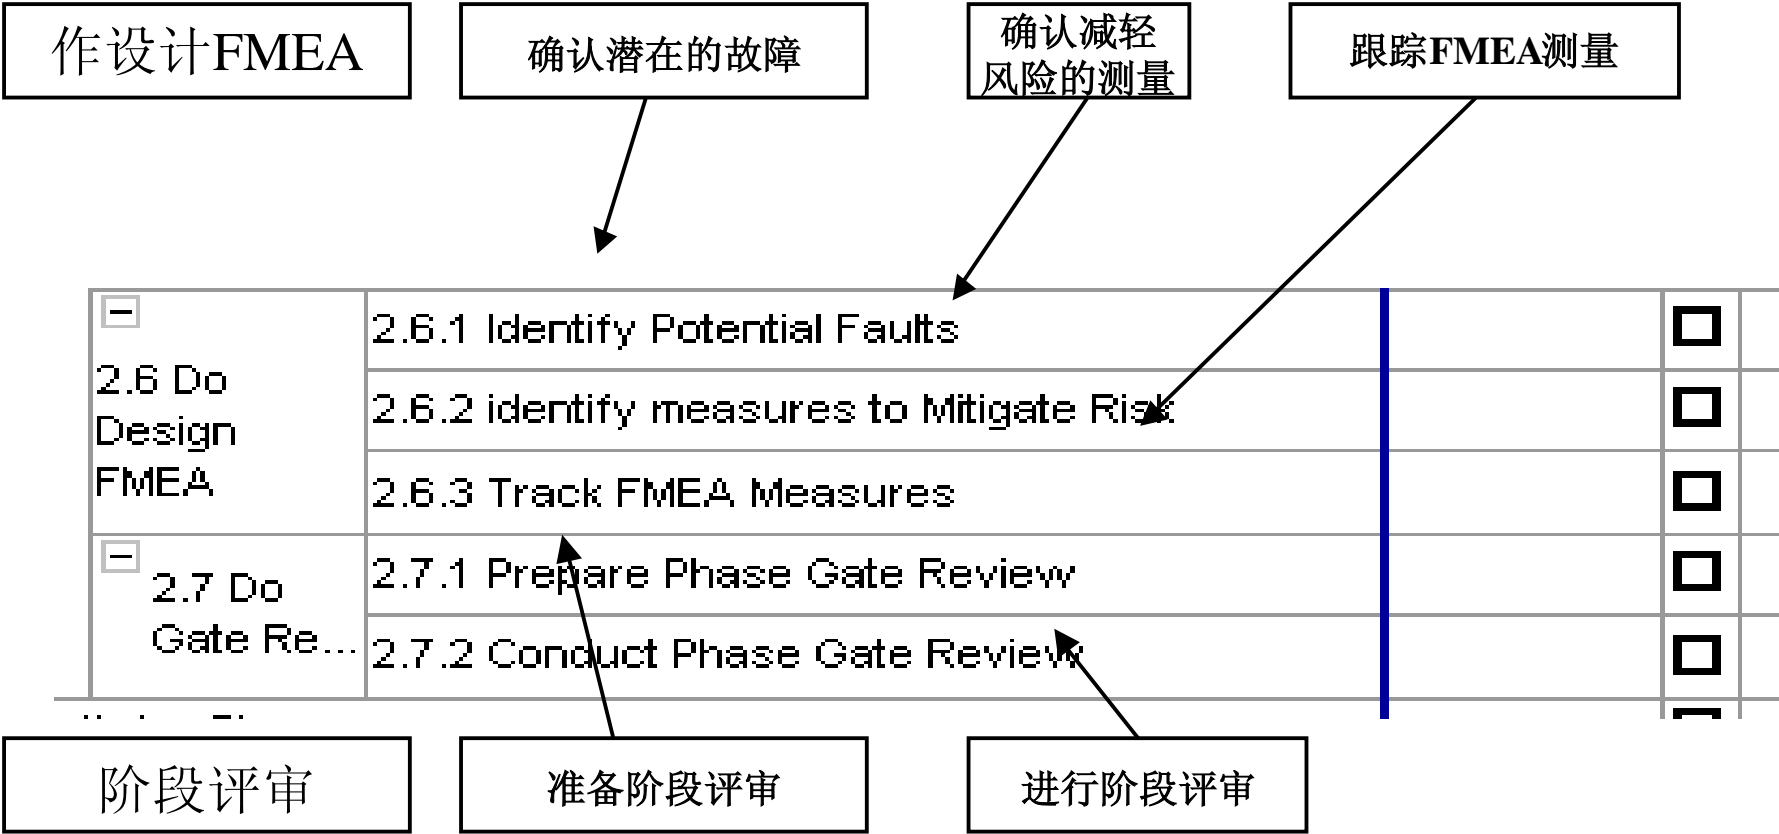 作设计FMEA
确认潜在的故障
确认减轻
风险的测量
跟踪FMEA测量
2.6 Do
Design
FMEA
2.6.1 Identify Potential Faults
2.6.2 identify measures to Mitigate Risk
2.6.3 Track FMEA Measures
2.7 Do
Gate Re...
2.7.1 Prepare Phase Gate Review
2.7.2 Conduct Phase Gate Review
阶段评审
准备阶段评审
进行阶段评审